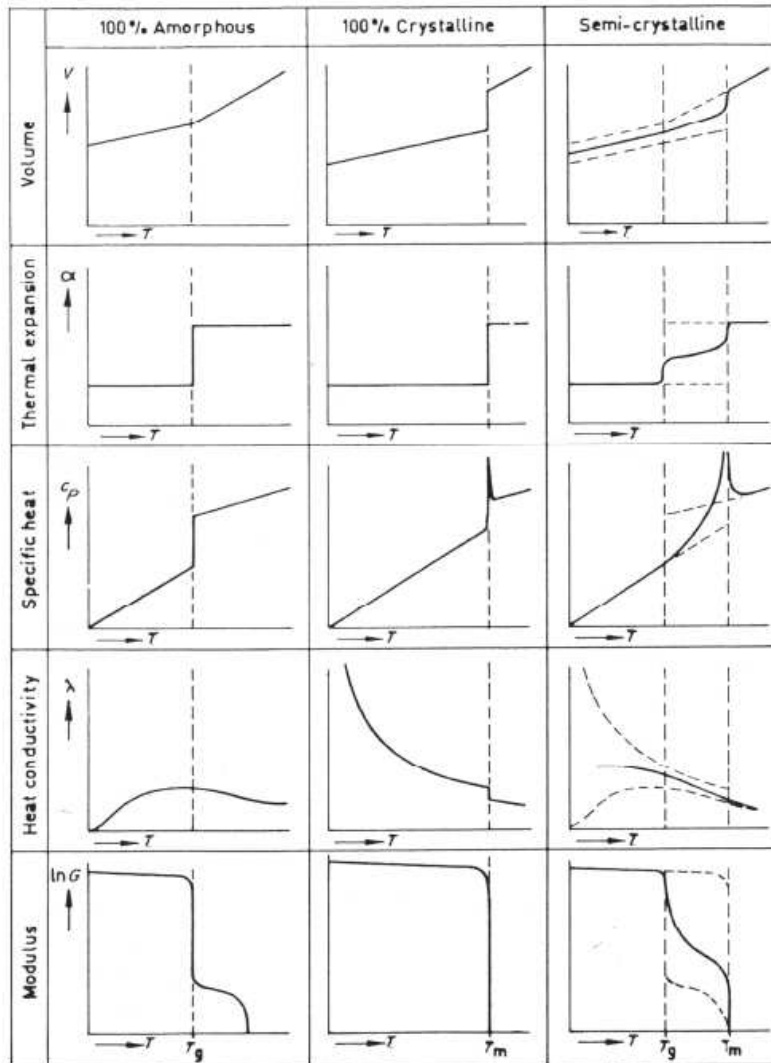 100% Amorphous 100% Crystalline Semi-crystalline
Volume
V
T T T
Thermal expansion
α
T T T
Specific heat
cp
T T T
Heat conductivity
λ
T T T
Modulus
ln G
T Tg T Tm T Tg Tm